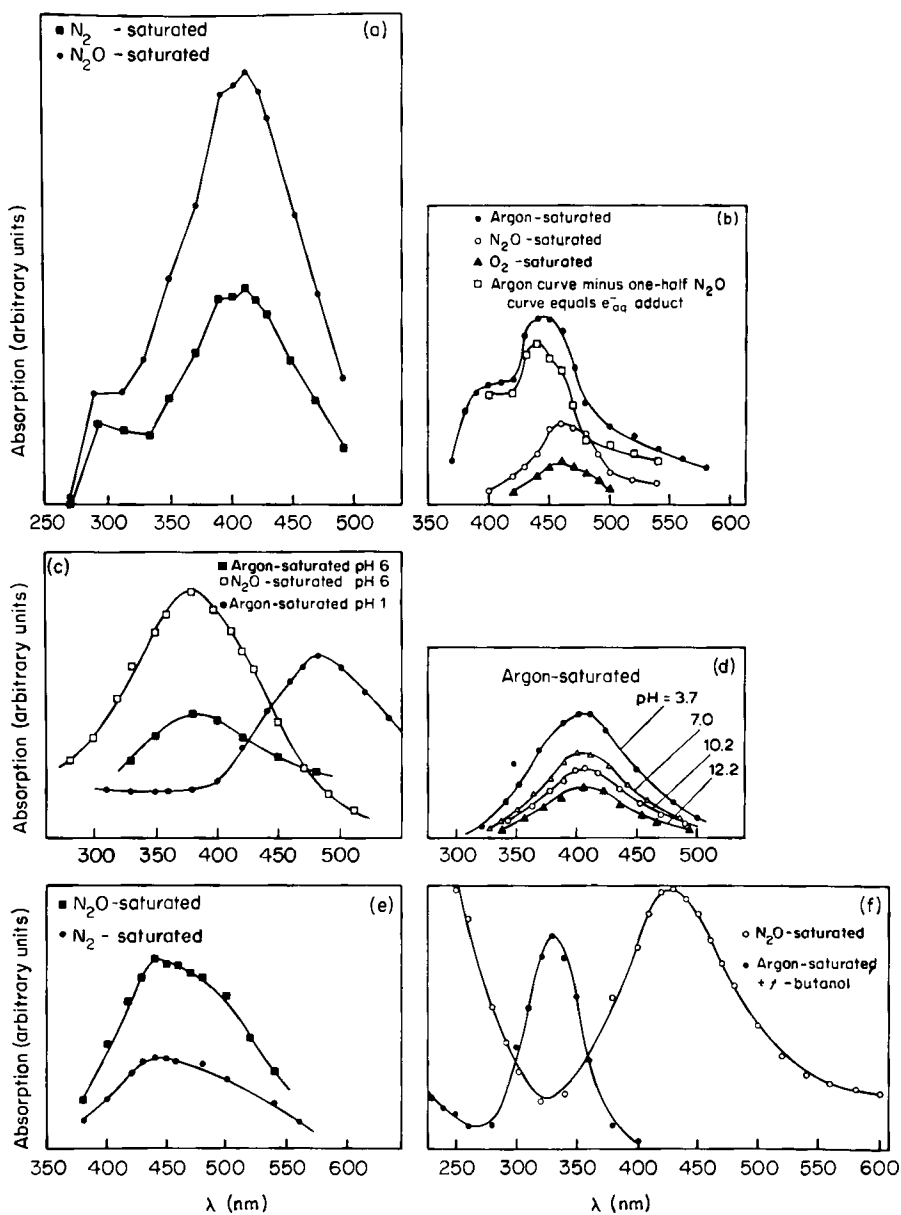 (a)
N2 - saturated
N2O - saturated
Absorption (arbitrary units)
250 300 350 400 450 500
(b)
Argon-saturated
N2O -saturated
O2 -saturated
Argon curve minus one-half N2O
curve equals e-aq adduct
350 400 450 500 550 600
(c)
Argon-saturated pH 6
N2O -saturated pH 6
Argon-saturated pH 1
Absorption (arbitrary units)
300 350 400 450 500
(d)
Argon-saturated
pH = 3.7
7.0
10.2
12.2
300 350 400 450 500
(e)
N2O-saturated
N2 - saturated
Absorption (arbitrary units)
350 400 450 500 550 600
λ (nm)
(f)
N2O-saturated
Argon-saturated
-butanol
250 300 350 400 450 500 550 600
λ (nm)